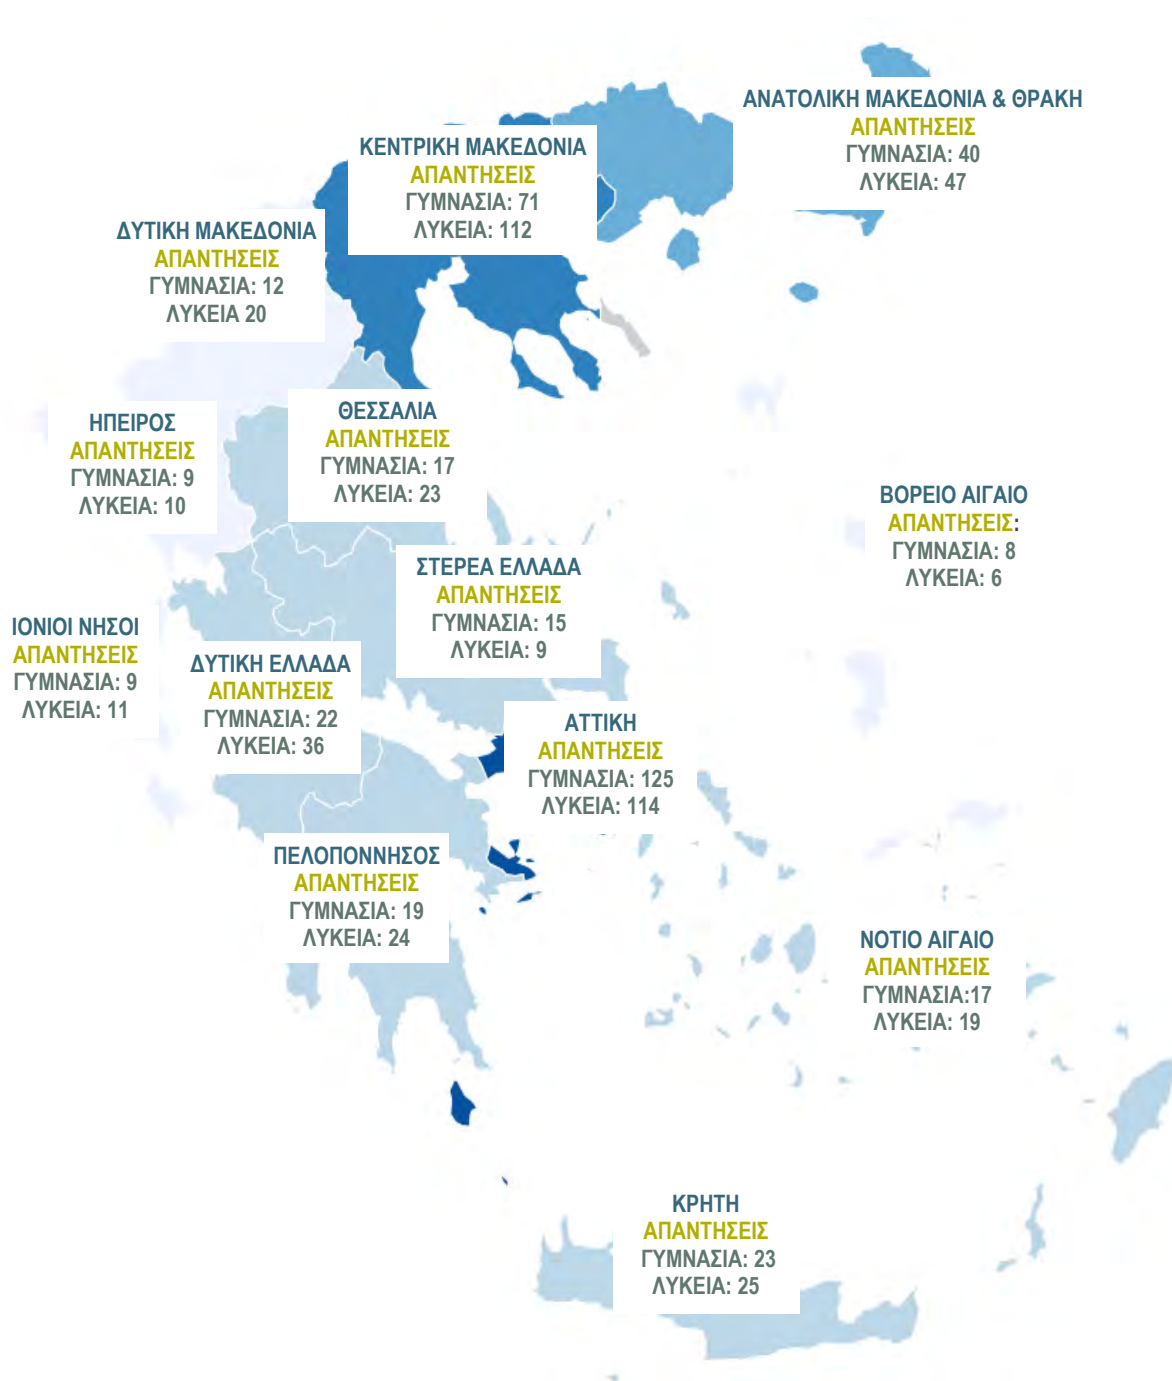 ΑΝΑΤΟΛΙΚΗ ΜΑΚΕΔΟΝΙΑ & ΘΡΑΚΗ
ΑΠΑΝΤΗΣΕΙΣ
ΓΥΜΝΑΣΙΑ: 40
ΛΥΚΕΙΑ: 47
ΚΕΝΤΡΙΚΗ ΜΑΚΕΔΟΝΙΑ
ΑΠΑΝΤΗΣΕΙΣ
ΓΥΜΝΑΣΙΑ: 71
ΛΥΚΕΙΑ: 112
ΔΥΤΙΚΗ ΜΑΚΕΔΟΝΙΑ
ΑΠΑΝΤΗΣΕΙΣ
ΓΥΜΝΑΣΙΑ: 12
ΛΥΚΕΙΑ 20
ΗΠΕΙΡΟΣ
ΑΠΑΝΤΗΣΕΙΣ
ΓΥΜΝΑΣΙΑ: 9
ΛΥΚΕΙΑ: 10
ΘΕΣΣΑΛΙΑ
ΑΠΑΝΤΗΣΕΙΣ
ΓΥΜΝΑΣΙΑ: 17
ΛΥΚΕΙΑ: 23
ΒΟΡΕΙΟ ΑΙΓΑΙΟ
ΑΠΑΝΤΗΣΕΙΣ:
ΓΥΜΝΑΣΙΑ: 8
ΛΥΚΕΙΑ: 6
ΣΤΕΡΕΑ ΕΛΛΑΔΑ
ΑΠΑΝΤΗΣΕΙΣ
ΓΥΜΝΑΣΙΑ: 15
ΛΥΚΕΙΑ: 9
ΙΟΝΙΟΙ ΝΗΣΟΙ
ΑΠΑΝΤΗΣΕΙΣ
ΓΥΜΝΑΣΙΑ: 9
ΛΥΚΕΙΑ: 11
ΔΥΤΙΚΗ ΕΛΛΑΔΑ
ΑΠΑΝΤΗΣΕΙΣ
ΓΥΜΝΑΣΙΑ: 22
ΛΥΚΕΙΑ: 36
ΑΤΤΙΚΗ
ΑΠΑΝΤΗΣΕΙΣ
ΓΥΜΝΑΣΙΑ: 125
ΛΥΚΕΙΑ: 114
ΠΕΛΟΠΟΝΝΗΣΟΣ
ΑΠΑΝΤΗΣΕΙΣ
ΓΥΜΝΑΣΙΑ: 19
ΛΥΚΕΙΑ: 24
ΝΟΤΙΟ ΑΙΓΑΙΟ
ΑΠΑΝΤΗΣΕΙΣ
ΓΥΜΝΑΣΙΑ:17
ΛΥΚΕΙΑ: 19
ΚΡΗΤΗ
ΑΠΑΝΤΗΣΕΙΣ
ΓΥΜΝΑΣΙΑ: 23
ΛΥΚΕΙΑ: 25